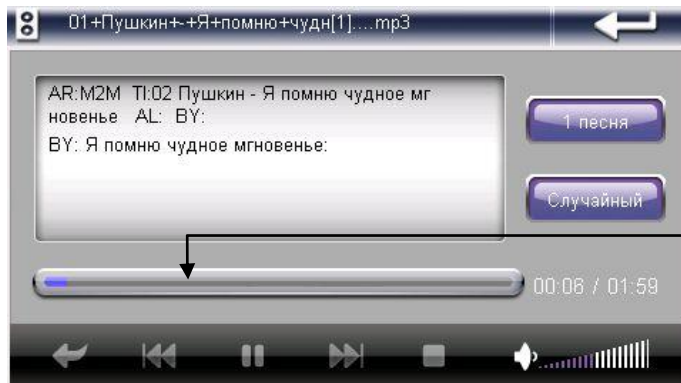 01+Пушкин+-+Я+помню+чудн[1]....mp3
AR:M2M TI:02 Пушкин - Я помню чудное мг
новенье AL: BY:
BY: Я помню чудное мгновенье:
1 песня
Случайный
00:06 / 01:59